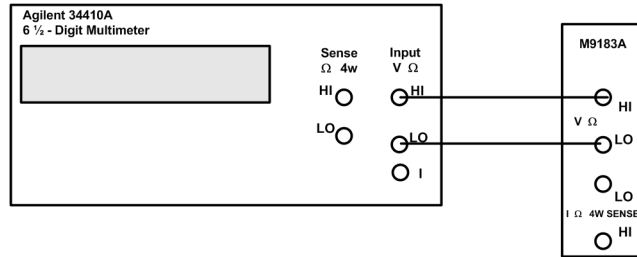 Agilent 34410A
6 ½ - Digit Multimeter
Sense
Ω 4w
Input
V Ω
HI
HI
LO
LO
I
M9183A
HI
V Ω
LO
LO
I Ω 4W SENSE
HI